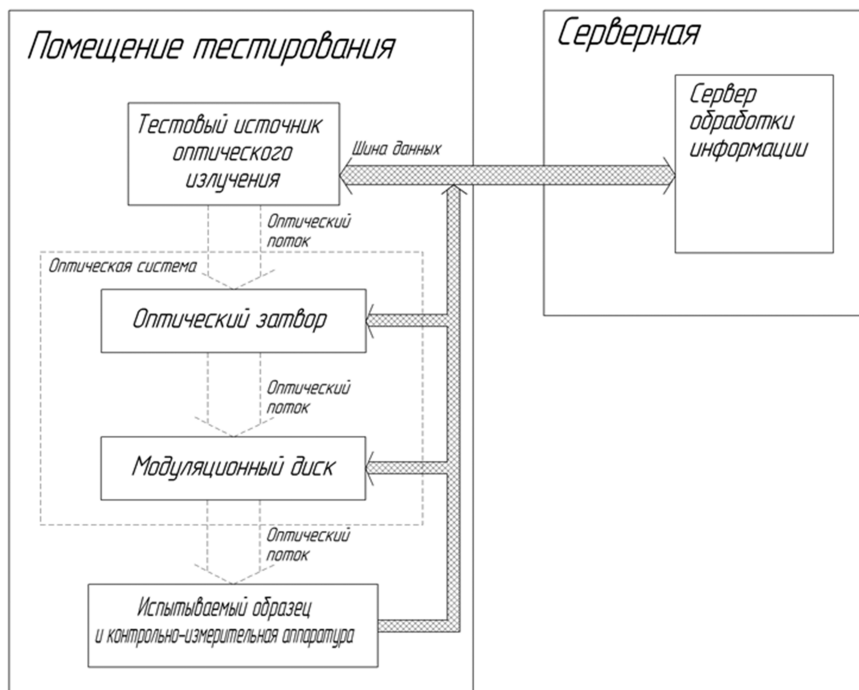 Помещение тестирования
Серверная
Тестовый источник
оптического
излучения
Шина данных
Сервер
обработки
информации
Оптический
поток
Оптическая система
Оптический затвор
Оптический
поток
Модуляционный диск
Оптический
поток
Испытываемый образец
и контрольно-измерительная аппаратура